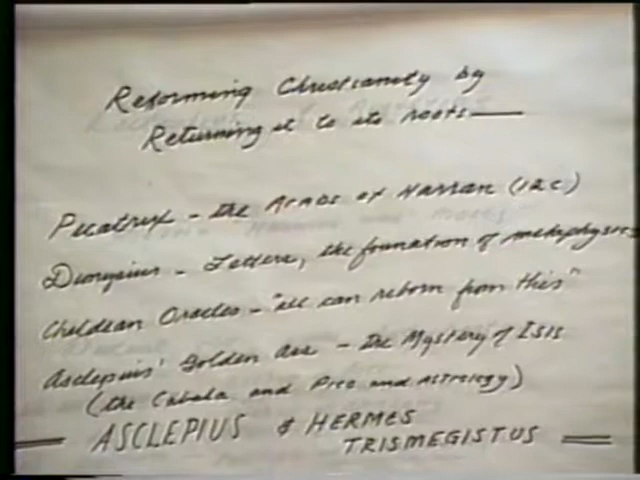 Reforming Christianity by
Returning it to its roots—
Picatrix - the Arabs of Harran (12c)
Dionysius - Letters, the founation of metaphysics
Chaldean Oracles - "all can reborn from this"
Asclepius' Golden Ass - the Mystery of Isis
(the Cabala and Pico and Astrology)
ASCLEPIUS & HERMES
TRISMEGISTUS